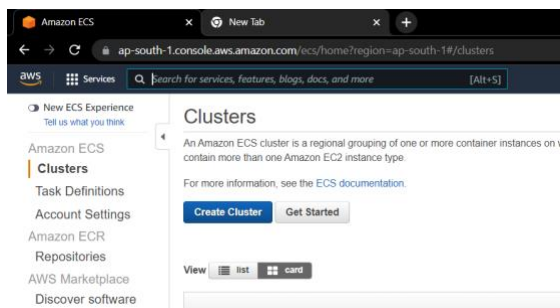 Amazon ECS
New Tab
ap-south-1.console.aws.amazon.com/ecs/home?region=ap-south-1#/clusters
aws
Services
Search for services, features, blogs, docs, and more
[Alt+S]
New ECS Experience
Tell us what you think
Amazon ECS
Clusters
Task Definitions
Account Settings
Amazon ECR
Repositories
AWS Marketplace
Discover software
Clusters
An Amazon ECS cluster is a regional grouping of one or more container instances on
contain more than one Amazon EC2 instance type.
For more information, see the ECS documentation.
Create Cluster
Get Started
View
list
card